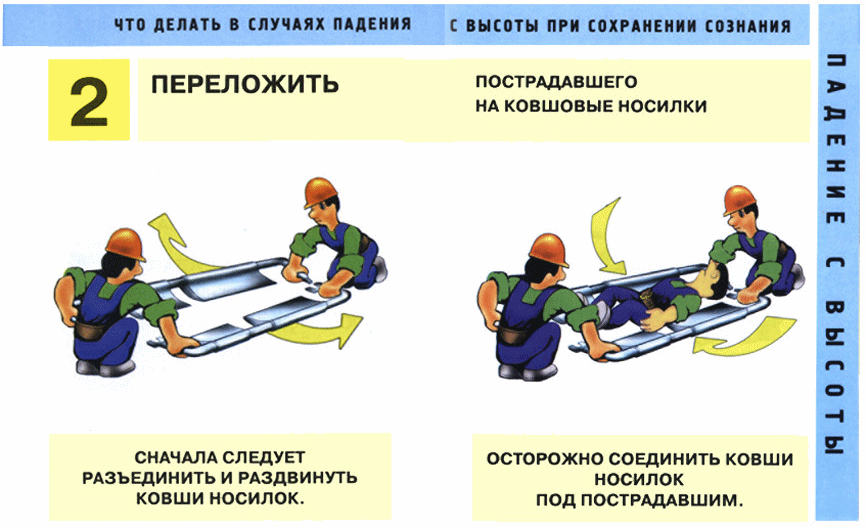 ЧТО ДЕЛАТЬ В СЛУЧАЯХ ПАДЕНИЯ С ВЫСОТЫ ПРИ СОХРАНЕНИИ СОЗНАНИЯ
2
ПЕРЕЛОЖИТЬ
ПОСТРАДАВШЕГО
НА КОВШОВЫЕ НОСИЛКИ
СНАЧАЛА СЛЕДУЕТ
РАЗЪЕДИНИТЬ И РАЗДВИНУТЬ
КОВШИ НОСИЛОК.
ОСТОРОЖНО СОЕДИНИТЬ КОВШИ
НОСИЛОК
ПОД ПОСТРАДАВШИМ.
ПАДЕНИЕ С ВЫСОТЫ